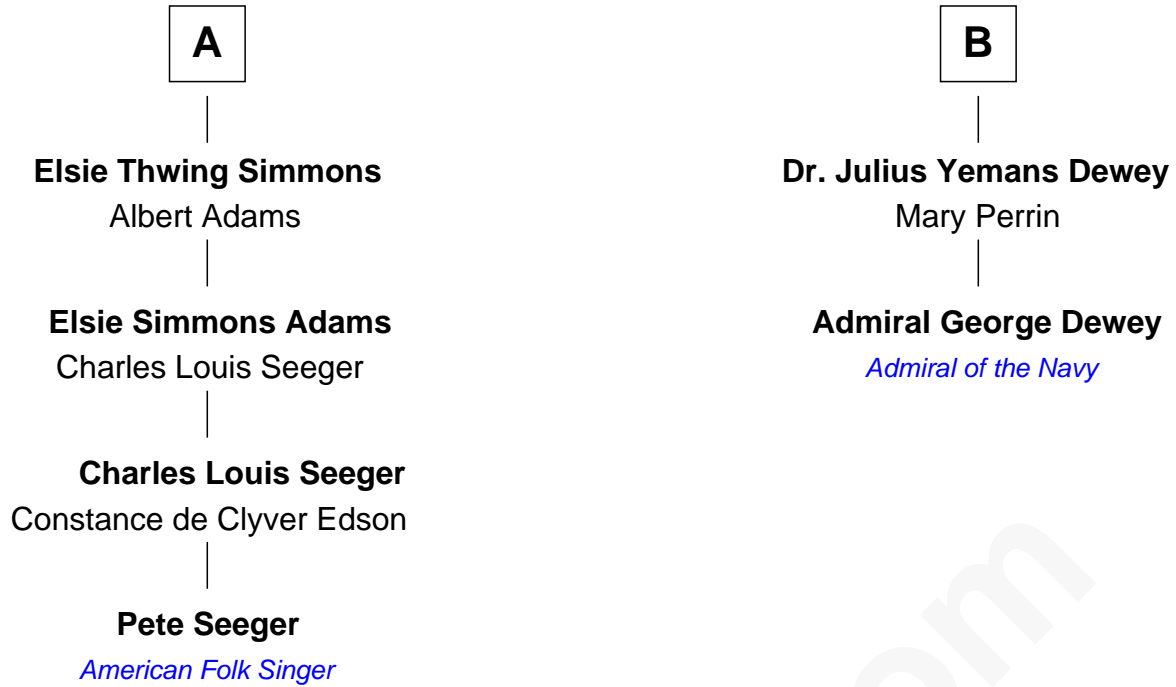 A
Elsie Thwing Simmons
Albert Adams
Elsie Simmons Adams
Charles Louis Seeger
Charles Louis Seeger
Constance de Clyver Edson
Pete Seeger
American Folk Singer
B
Dr. Julius Yemans Dewey
Mary Perrin
Admiral George Dewey
Admiral of the Navy
om